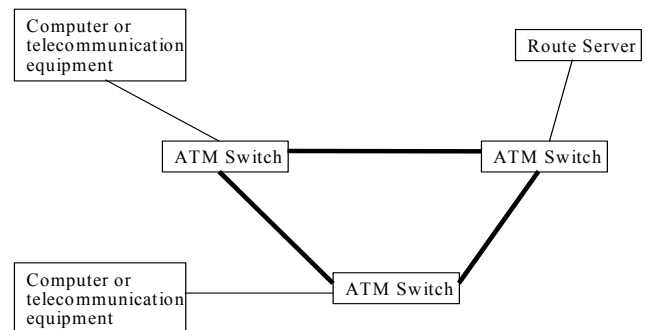 Computer or
telecommunication
equipment
Route Server
ATM Switch
ATM Switch
Computer or
telecommunication
equipment
ATM Switch